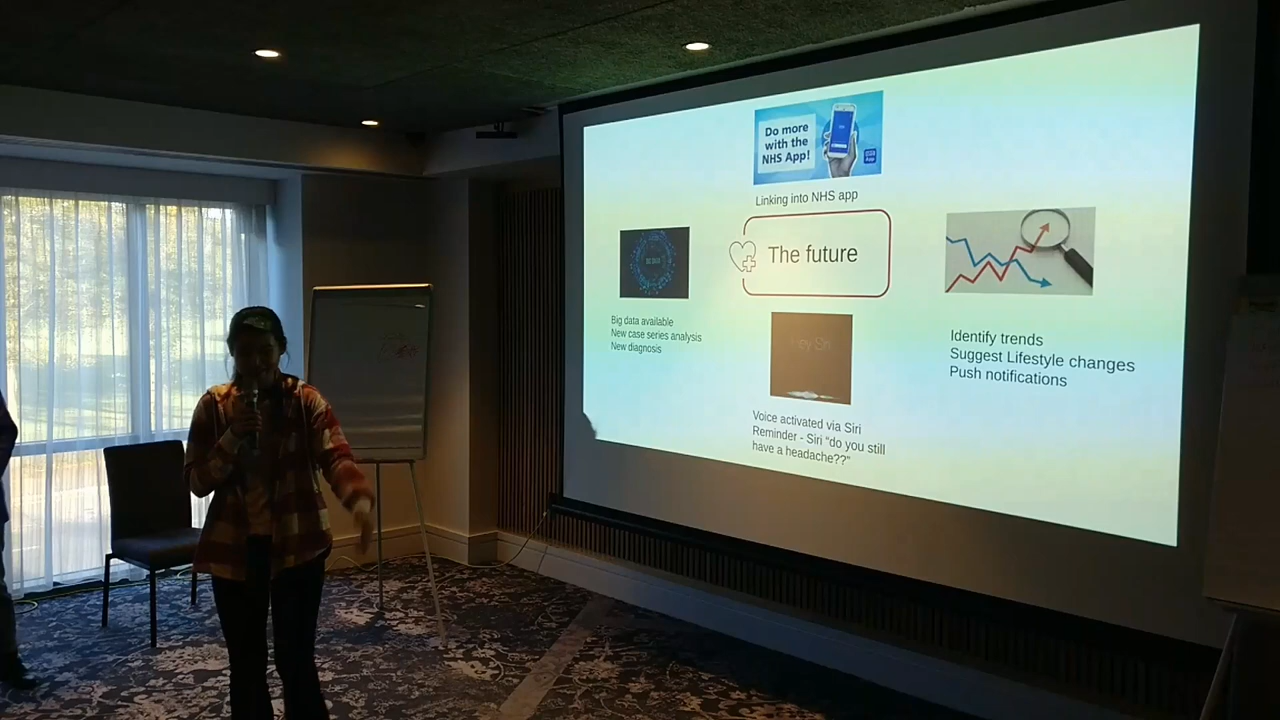 Do more
with the
NHS App!
Linking into NHS app
The future
BIG DATA
Big data available
New case series analysis
New diagnosis
Hey Siri
Identify trends
Suggest Lifestyle changes
Push notifications
Voice activated via Siri
Reminder - Siri "do you still
have a headache??"